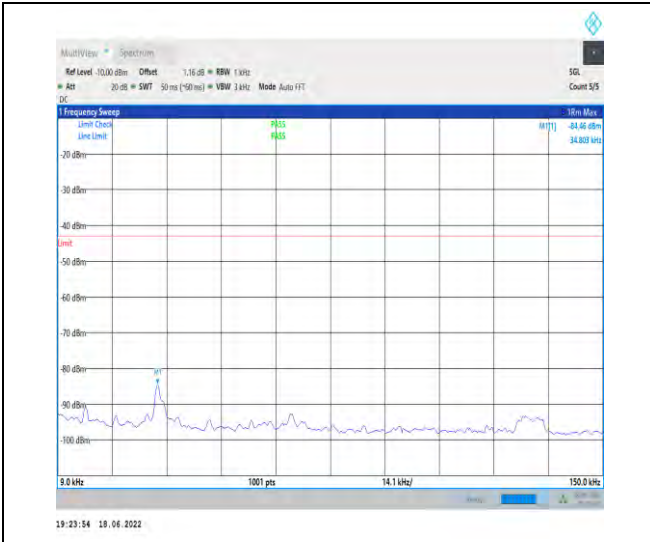 MultiView Spectrum
Ref Level -10.00 dBm Offset 1.16 dB RBW 1 kHz SGL
Att 20 dB SWT 50 ms (~60 ms) VBW 3 kHz Mode Auto FFT Count 5/5
DC
1 Frequency Sweep 1Rm Max
Limit Check PASS M1[1] -84.46 dBm
Line Limit PASS 34.803 kHz
-20 dBm
-30 dBm
-40 dBm
Limit
-50 dBm
-60 dBm
-70 dBm
-80 dBm
M1
-90 dBm
-100 dBm
9.0 kHz 1001 pts 14.1 kHz/ 150.0 kHz
19:23:54 18.06.2022